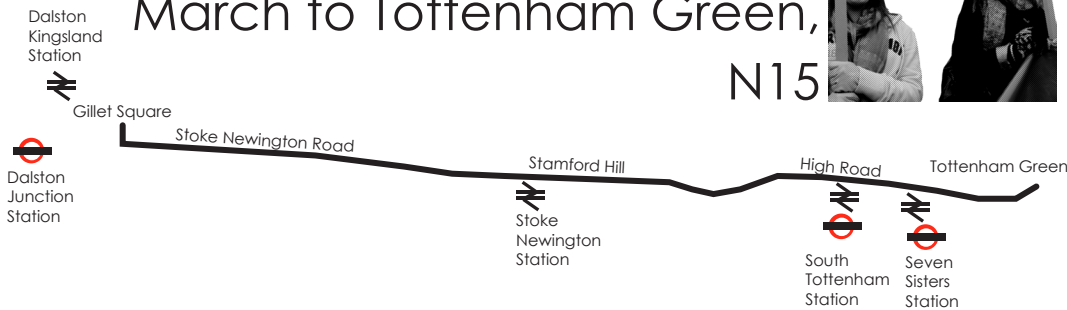 March to Tottenham Green,
N15
Dalston
Kingsland
Station
Gillet Square
Stoke Newington Road
Stamford Hill
High Road
Tottenham Green
Dalston
Junction
Station
Stoke
Newington
Station
South
Tottenham
Station
Seven
Sisters
Station